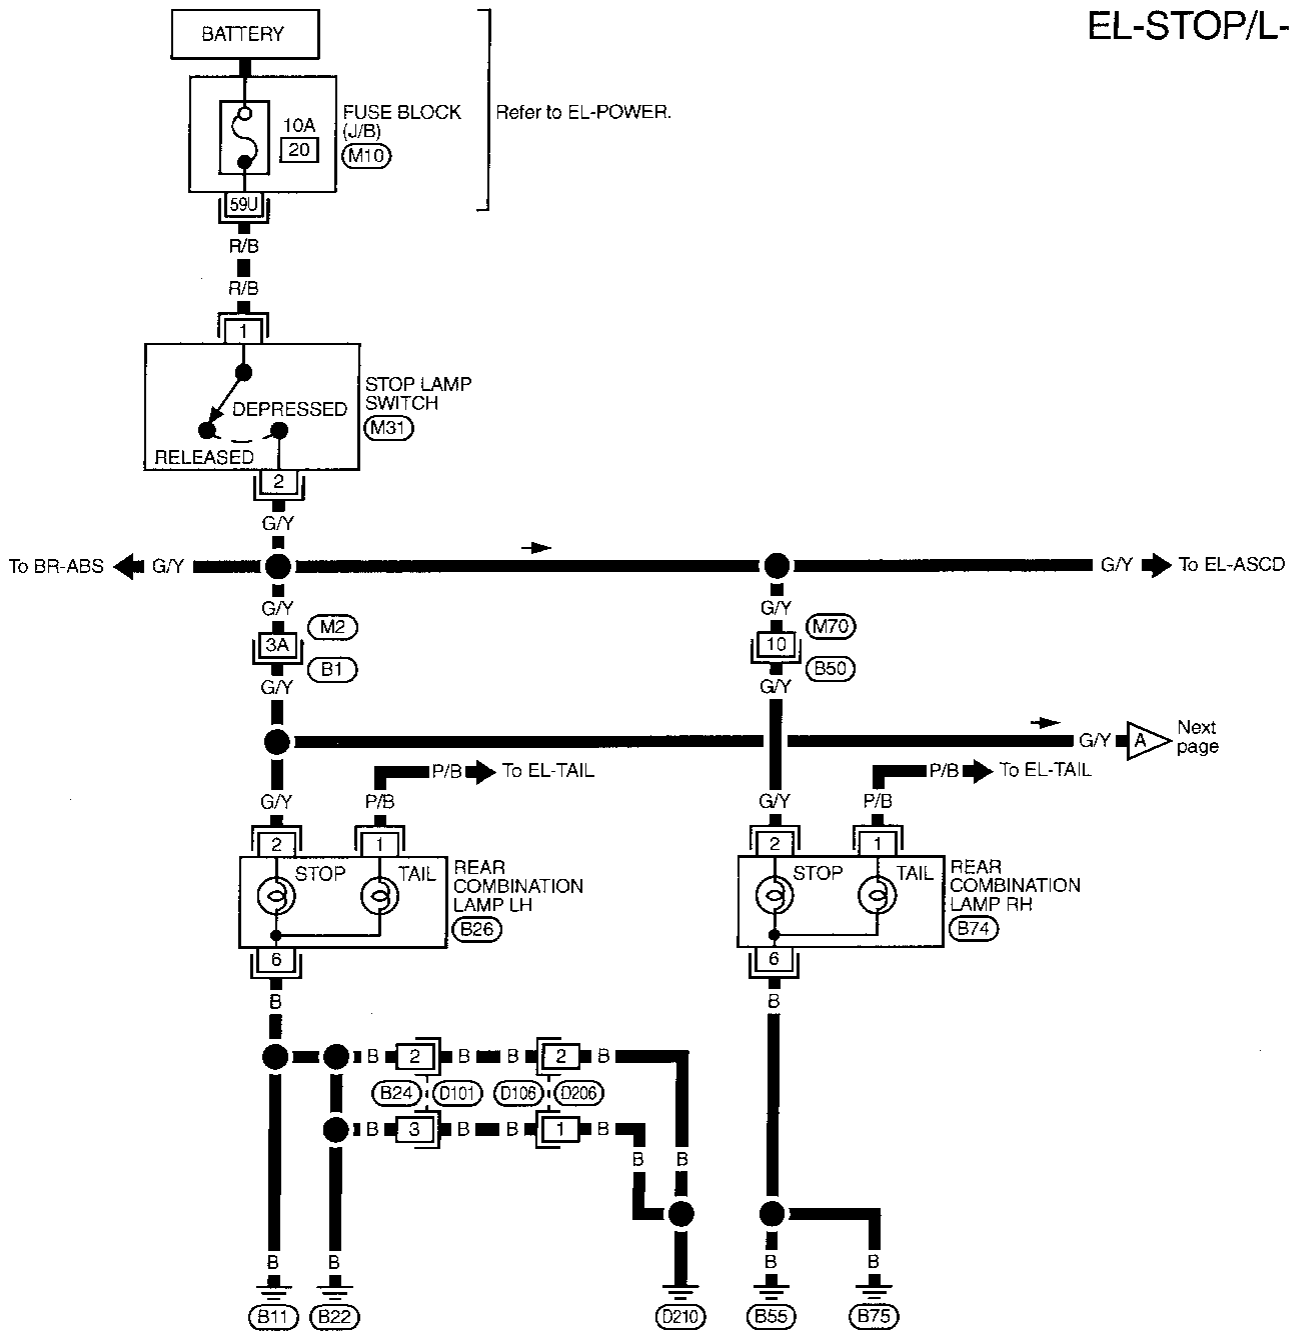 EL-STOP/L-
BATTERY
10A
20
FUSE BLOCK
(J/B)
M10
Refer to EL-POWER.
59U
R/B
R/B
1
STOP LAMP
SWITCH
M31
DEPRESSED
RELEASED
2
G/Y
To BR-ABS
G/Y
G/Y
To EL-ASCD
G/Y
M2
3A
B1
G/Y
G/Y
M70
10
B50
G/Y
G/Y
A
Next
page
P/B
To EL-TAIL
P/B
To EL-TAIL
G/Y
P/B
G/Y
P/B
2
1
STOP
TAIL
REAR
COMBINATION
LAMP LH
B26
6
B
2
1
STOP
TAIL
REAR
COMBINATION
LAMP RH
B74
6
B
B
2
B
B
2
B
B24
D101
D106
D206
B
3
B
B
1
B
B
B
B
B
B
B
B11
B22
D210
B55
B75